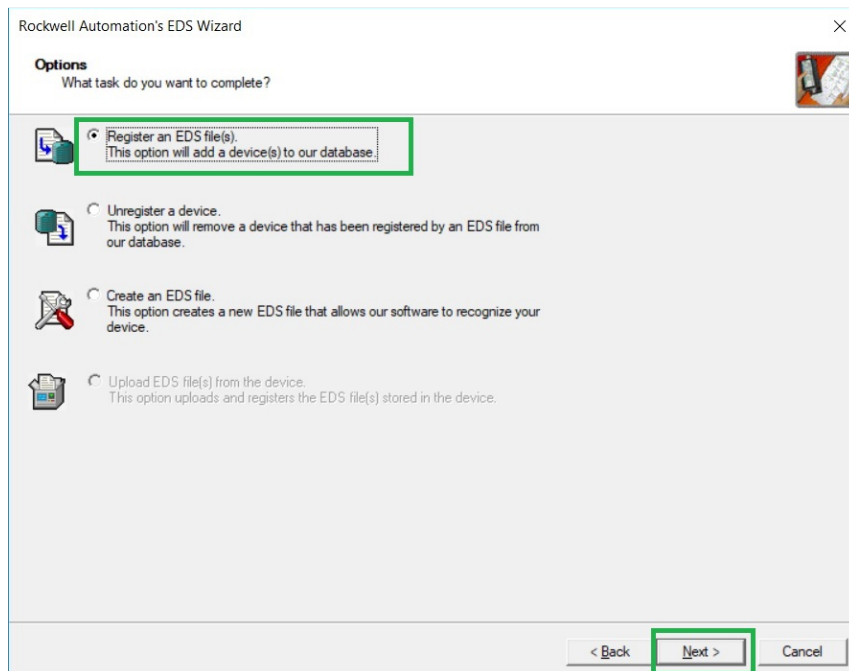 Rockwell Automation's EDS Wizard
Options
What task do you want to complete?
Register an EDS file(s).
This option will add a device(s) to our database.
Unregister a device.
This option will remove a device that has been registered by an EDS file from
our database.
Create an EDS file.
This option creates a new EDS file that allows our software to recognize your
device.
Upload EDS file(s) from the device.
This option uploads and registers the EDS file(s) stored in the device.
< Back Next > Cancel